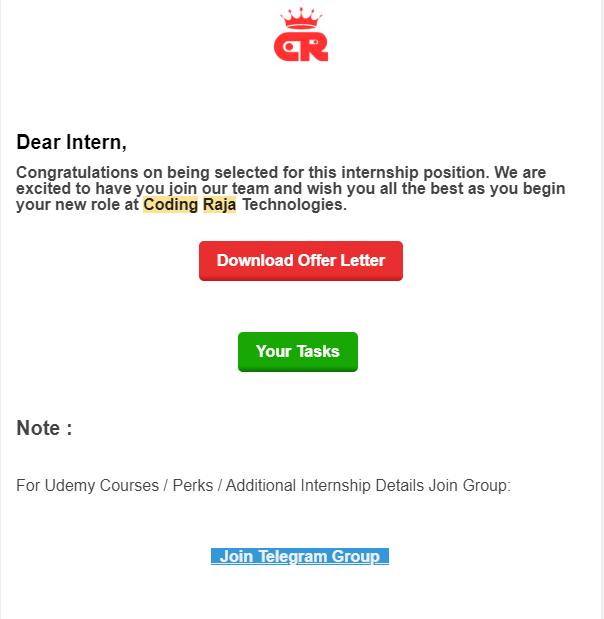 CR
Dear Intern,
Congratulations on being selected for this internship position. We are
excited to have you join our team and wish you all the best as you begin
your new role at Coding Raja Technologies.
Download Offer Letter
Your Tasks
Note :
For Udemy Courses / Perks / Additional Internship Details Join Group:
Join Telegram Group